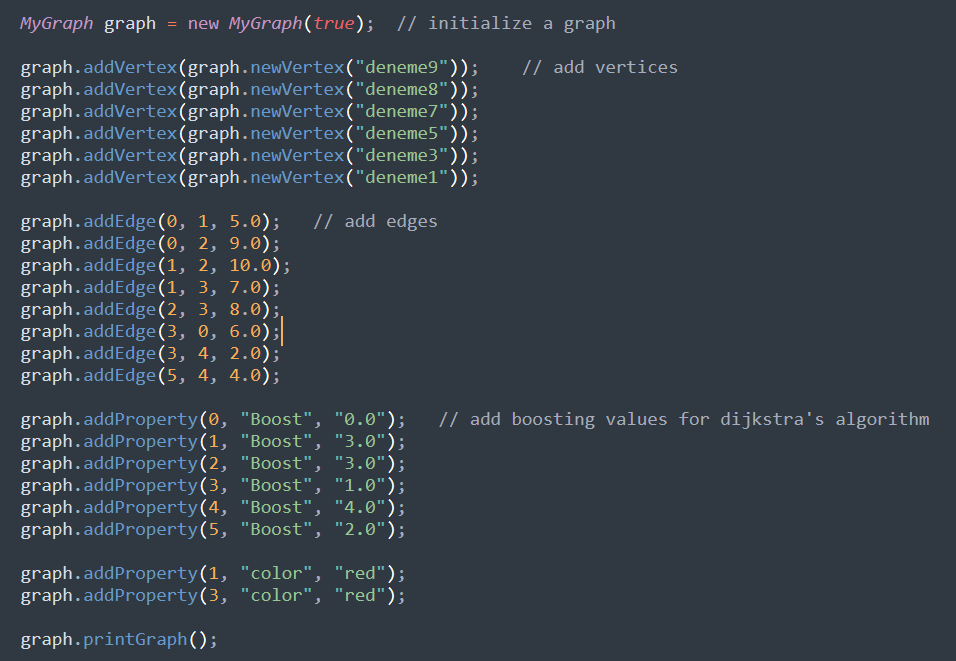 MyGraph graph = new MyGraph(true);  // initialize a graph
graph.addVertex(graph.newVertex("deneme9"));    // add vertices
graph.addVertex(graph.newVertex("deneme8"));
graph.addVertex(graph.newVertex("deneme7"));
graph.addVertex(graph.newVertex("deneme5"));
graph.addVertex(graph.newVertex("deneme3"));
graph.addVertex(graph.newVertex("deneme1"));
graph.addEdge(0, 1, 5.0);   // add edges
graph.addEdge(0, 2, 9.0);
graph.addEdge(1, 2, 10.0);
graph.addEdge(1, 3, 7.0);
graph.addEdge(2, 3, 8.0);
graph.addEdge(3, 0, 6.0);
graph.addEdge(3, 4, 2.0);
graph.addEdge(5, 4, 4.0);
graph.addProperty(0, "Boost", "0.0");   // add boosting values for dijkstra's algorithm
graph.addProperty(1, "Boost", "3.0");
graph.addProperty(2, "Boost", "3.0");
graph.addProperty(3, "Boost", "1.0");
graph.addProperty(4, "Boost", "4.0");
graph.addProperty(5, "Boost", "2.0");
graph.addProperty(1, "color", "red");
graph.addProperty(3, "color", "red");
graph.printGraph();